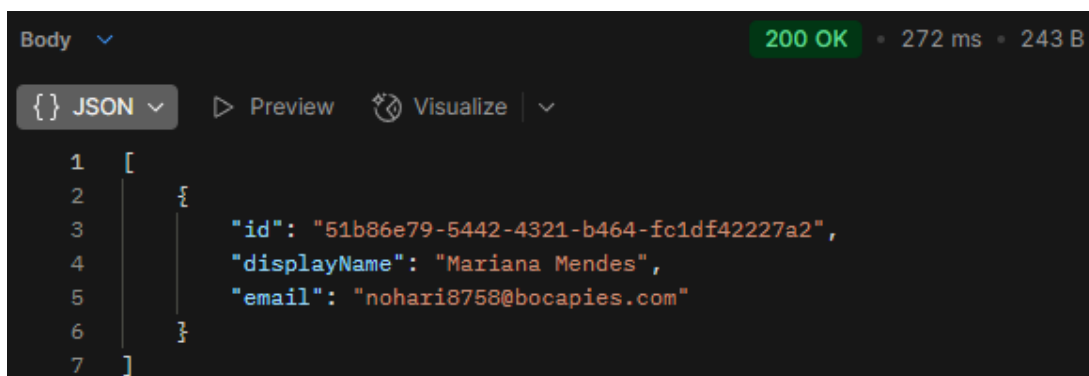 Body 200 OK • 272 ms • 243 B
{} JSON Preview Visualize
1 [
2 {
3 "id": "51b86e79-5442-4321-b464-fc1df42227a2",
4 "displayName": "Mariana Mendes",
5 "email": "nohari8758@bocapies.com"
6 }
7 ]